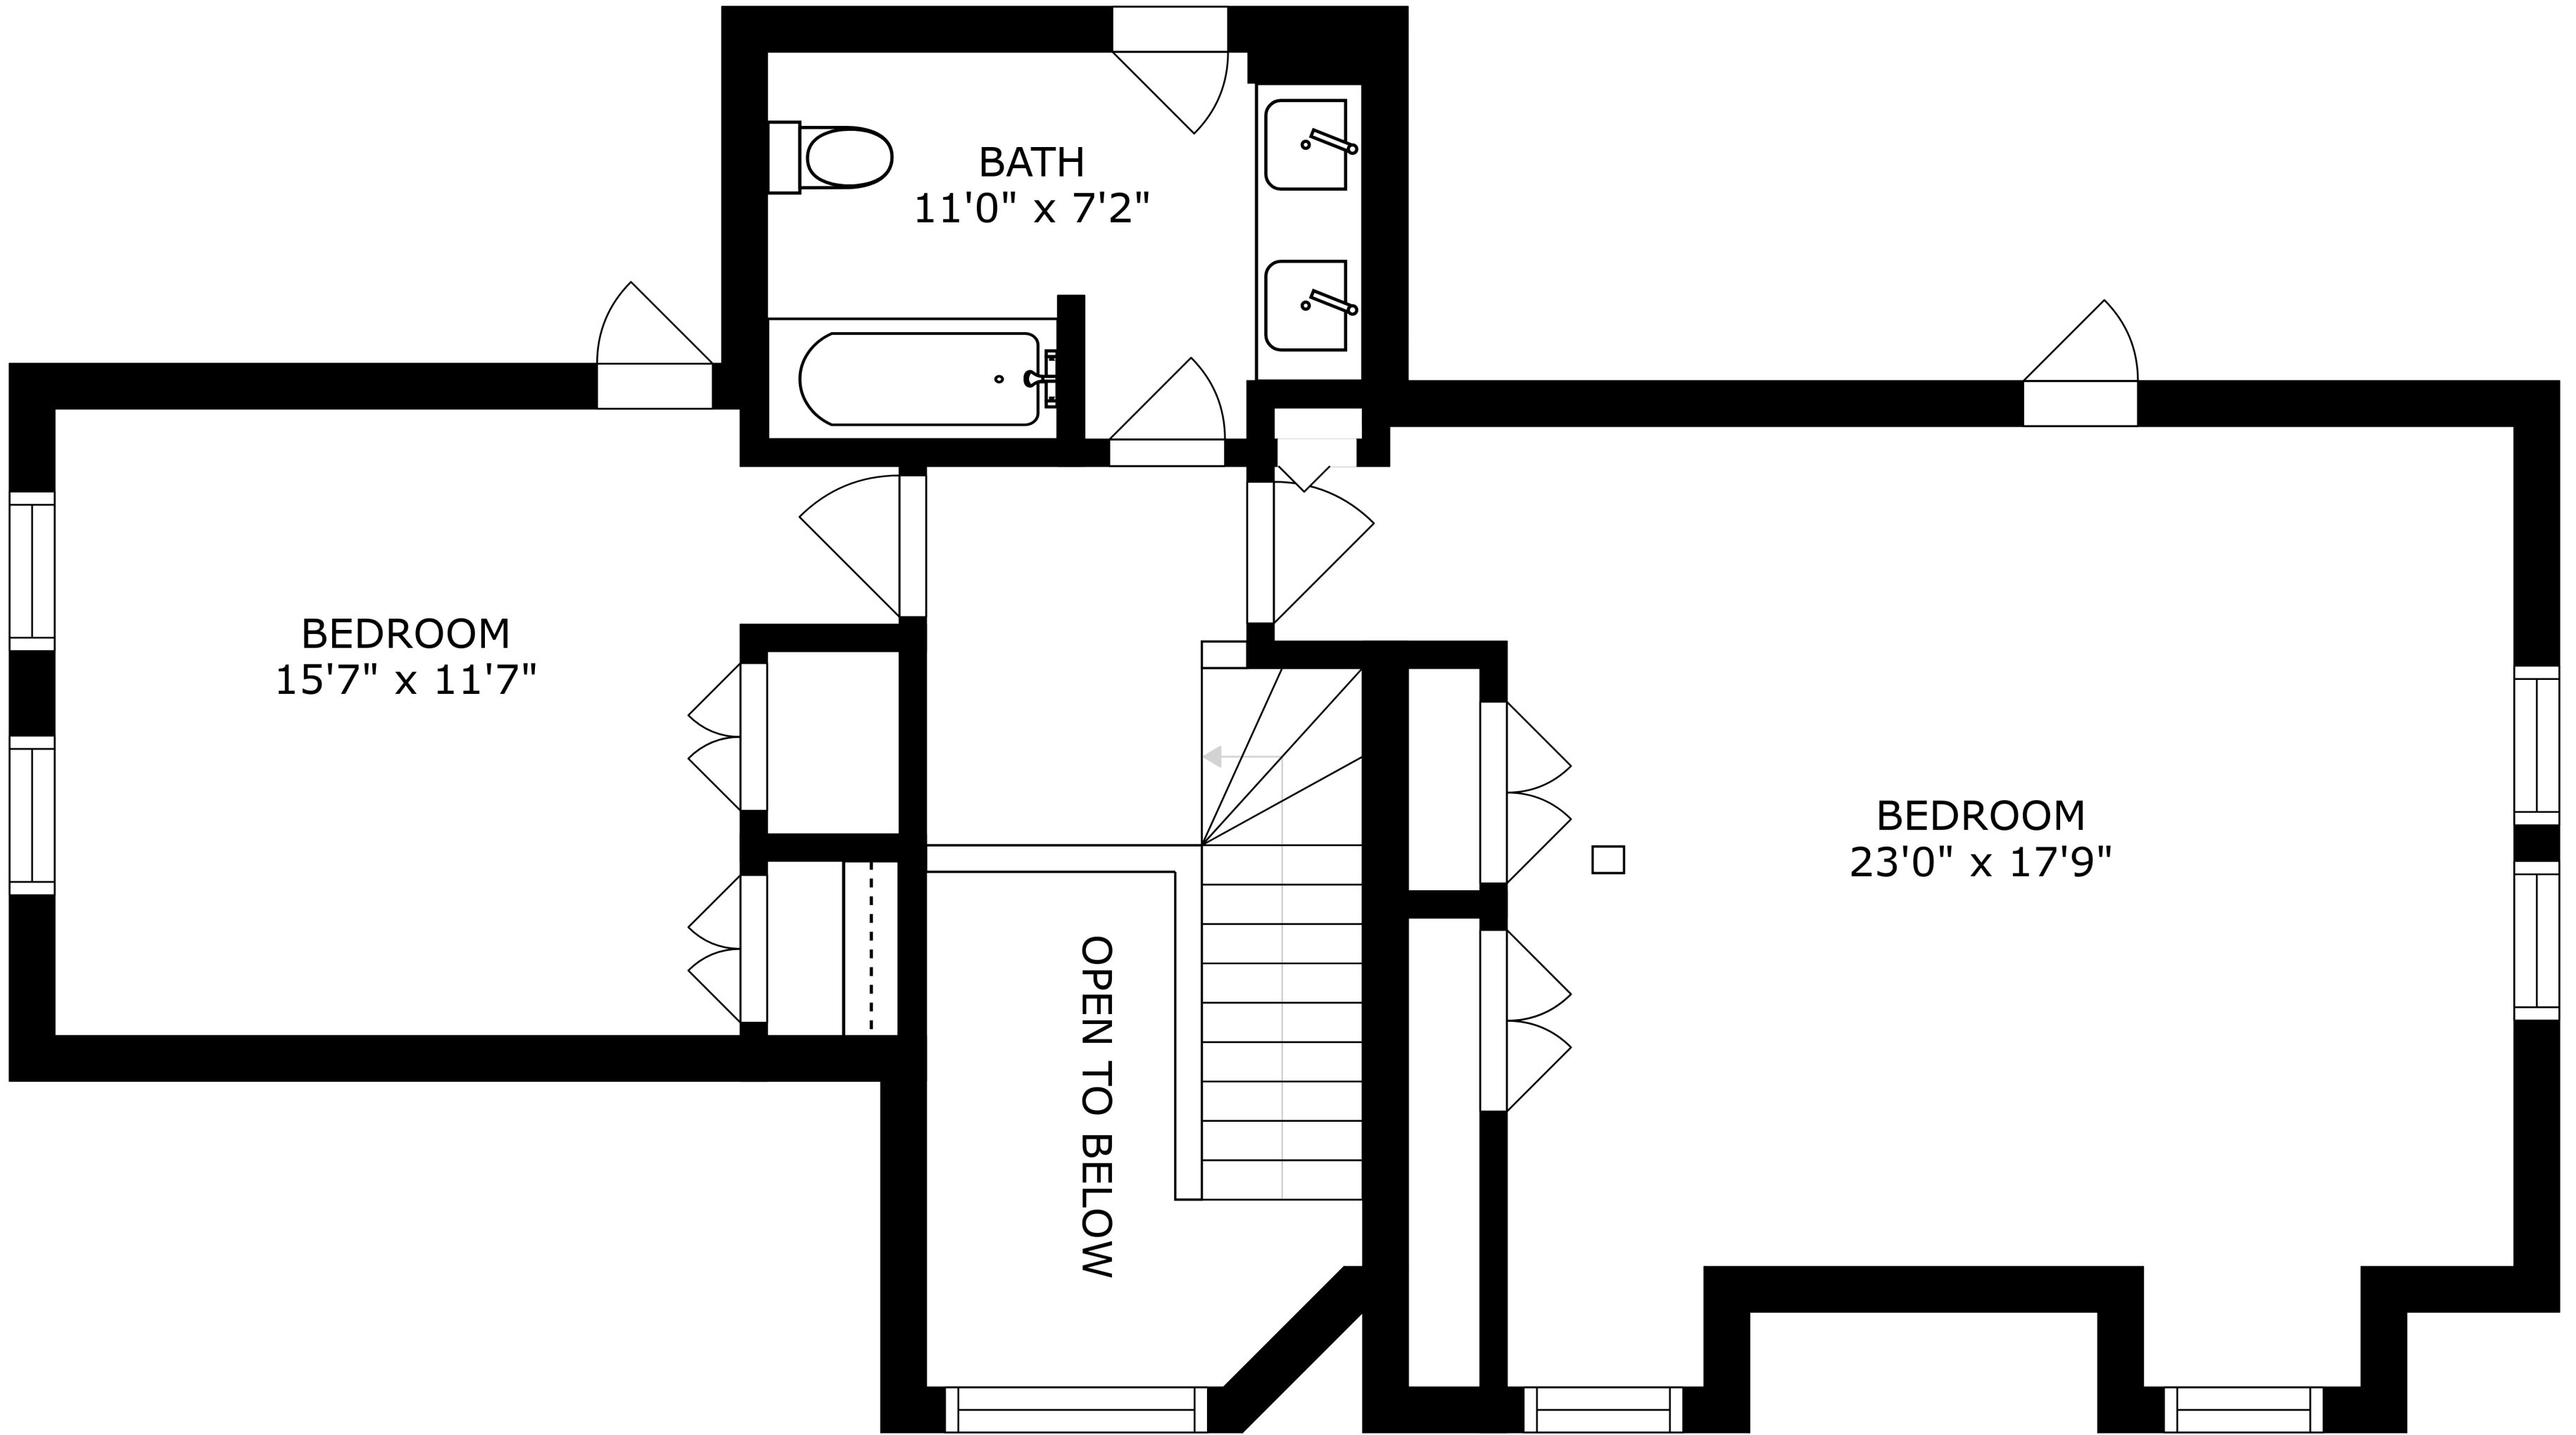 BATH
11'0" x 7'2"
BEDROOM
15'7" x 11'7"
BEDROOM
23'0" x 17'9"
OPEN TO BELOW